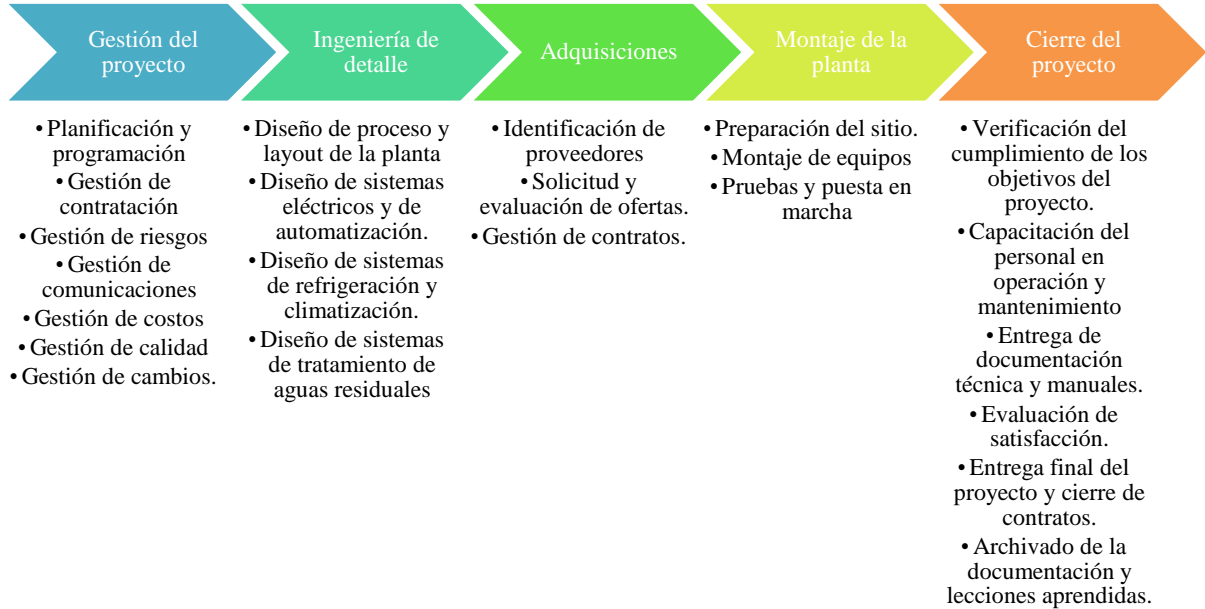 Gestión del
proyecto
Ingeniería de
detalle
Adquisiciones
Montaje de la
planta
Cierre del
proyecto
• Planificación y
programación
• Gestión de
contratación
• Gestión de riesgos
• Gestión de
comunicaciones
• Gestión de costos
• Gestión de calidad
• Gestión de cambios.
• Diseño de proceso y
layout de la planta
• Diseño de sistemas
eléctricos y de
automatización.
• Diseño de sistemas
de refrigeración y
climatización.
• Diseño de sistemas
de tratamiento de
aguas residuales
• Identificación de
proveedores
• Solicitud y
evaluación de ofertas.
• Gestión de contratos.
• Preparación del sitio.
• Montaje de equipos
• Pruebas y puesta en
marcha
• Verificación del
cumplimiento de los
objetivos del
proyecto.
• Capacitación del
personal en
operación y
mantenimiento
• Entrega de
documentación
técnica y manuales.
• Evaluación de
satisfacción.
• Entrega final del
proyecto y cierre de
contratos.
• Archivado de la
documentación y
lecciones aprendidas.